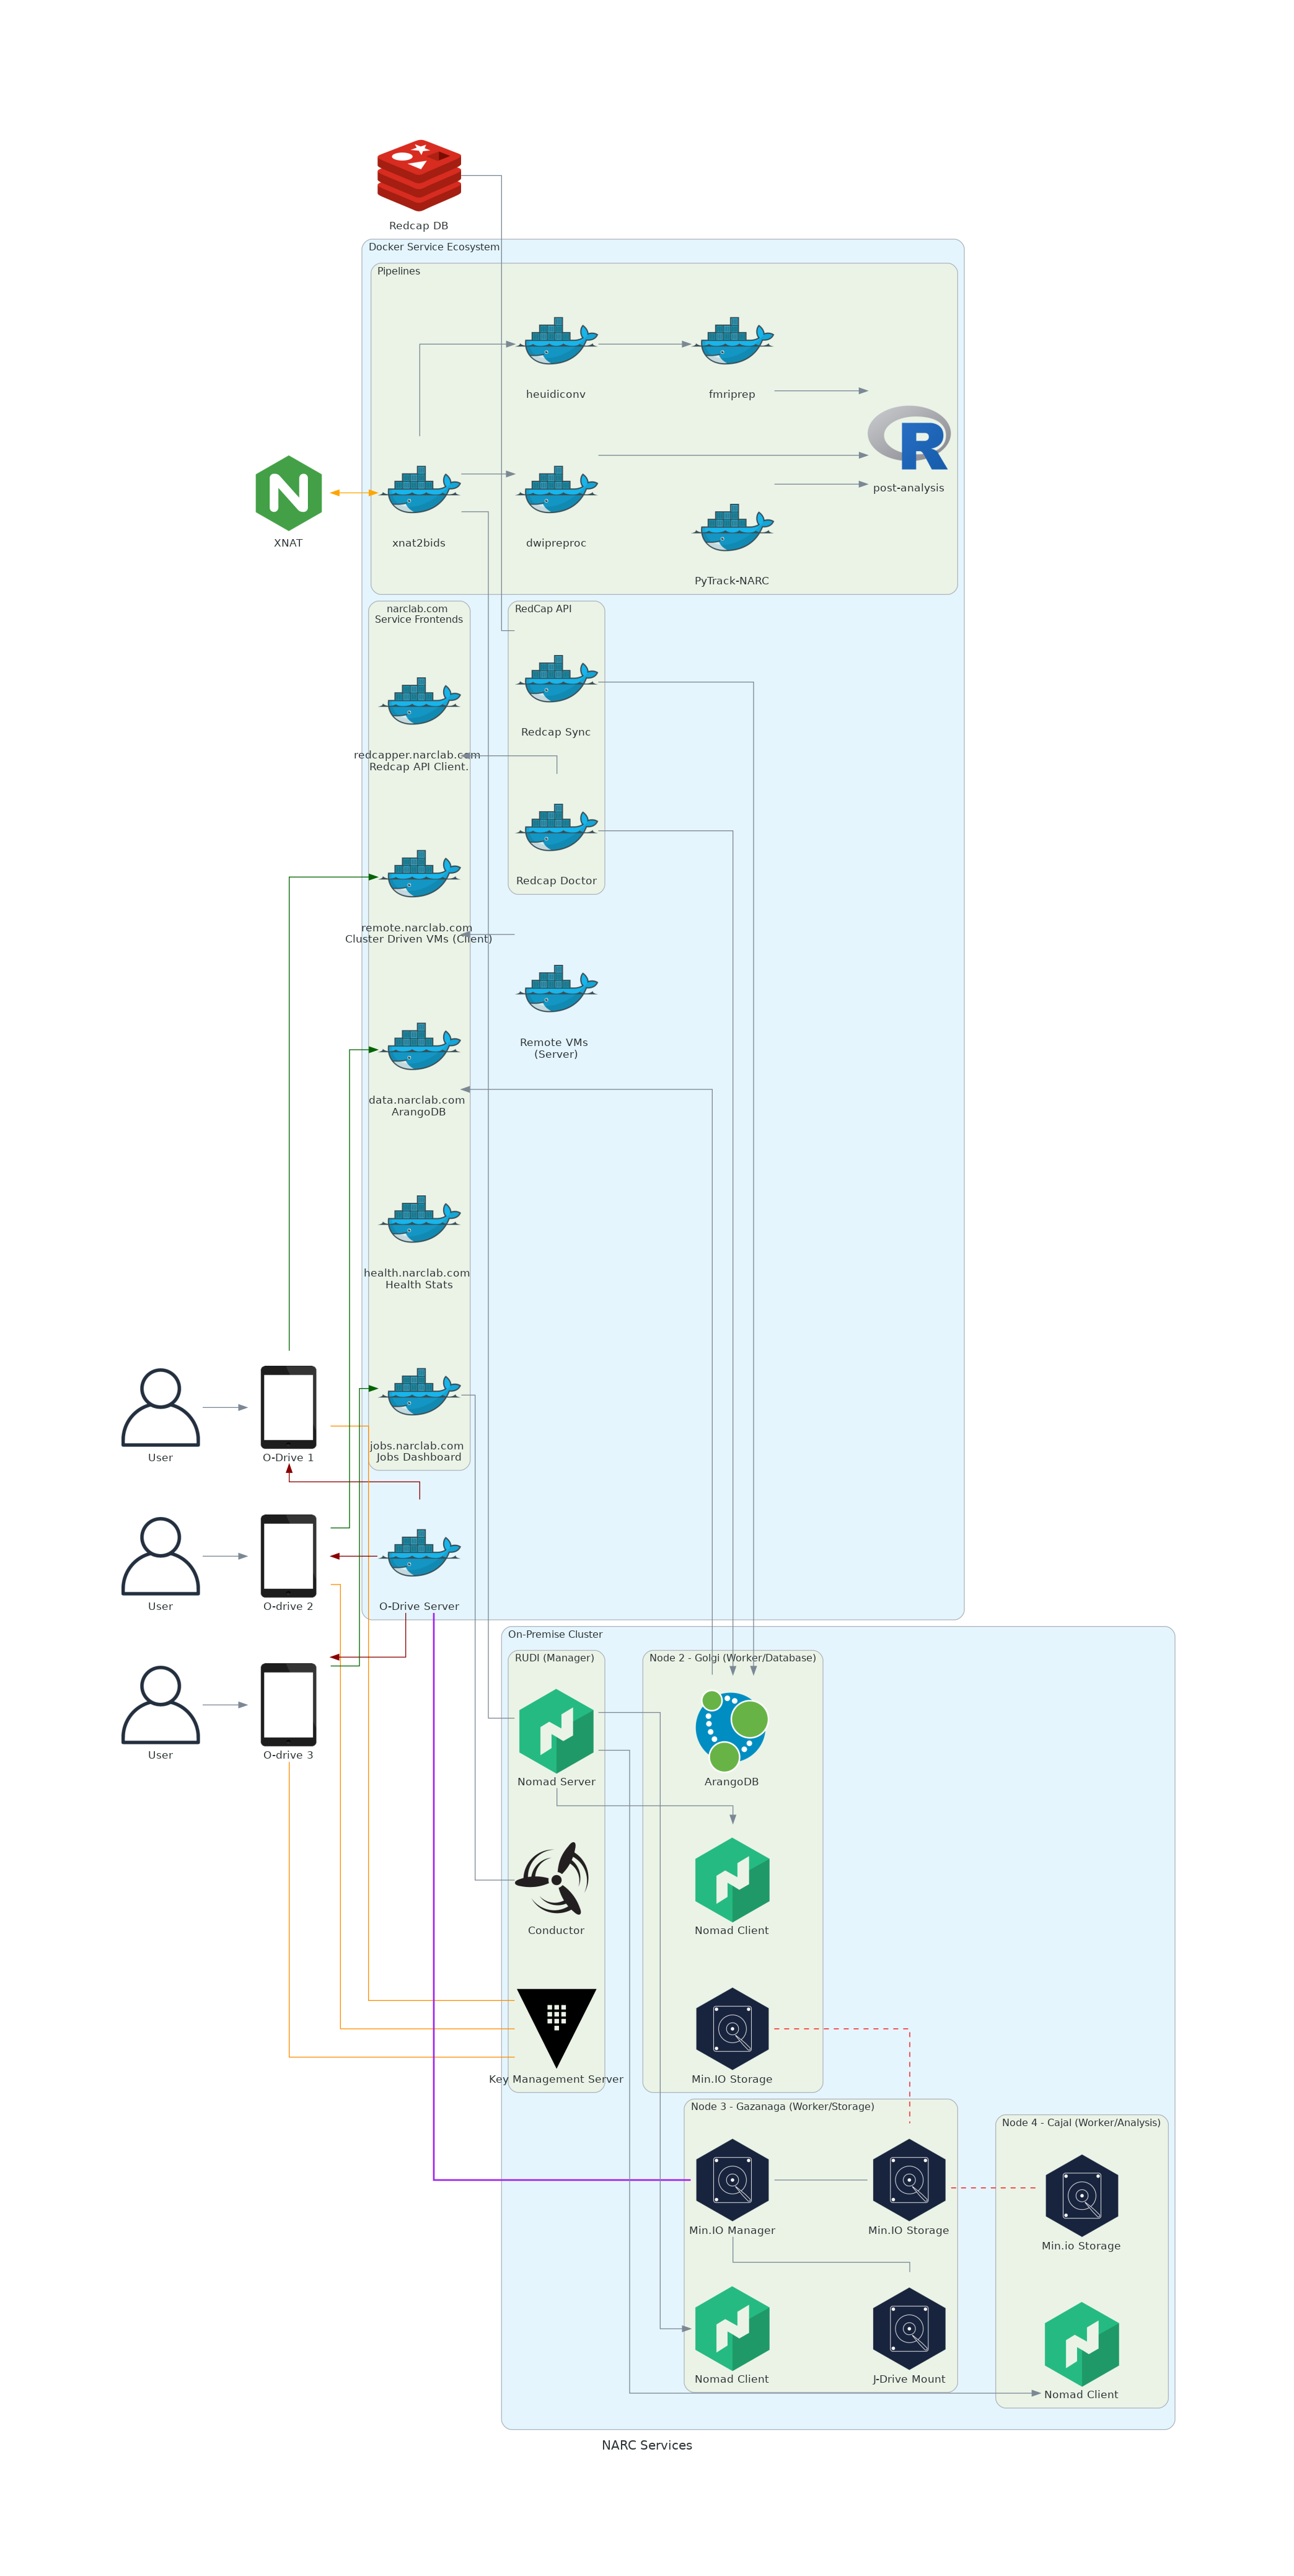 Redcap DB
Docker Service Ecosystem
Pipelines
heuidiconv
fmriprep
post-analysis
XNAT
xnat2bids
dwipreproc
PyTrack-NARC
narclab.com
Service Frontends
RedCap API
Redcap Sync
redcapper.narclab.com
Redcap API Client.
Redcap Doctor
remote.narclab.com
Cluster Driven VMs (Client)
Remote VMs
(Server)
data.narclab.com
ArangoDB
health.narclab.com
Health Stats
jobs.narclab.com
Jobs Dashboard
User
O-Drive 1
User
O-drive 2
O-Drive Server
On-Premise Cluster
RUDI (Manager)
Node 2 - Golgi (Worker/Database)
User
O-drive 3
Nomad Server
ArangoDB
Conductor
Nomad Client
Key Management Server
Min.IO Storage
Node 3 - Gazanaga (Worker/Storage)
Node 4 - Cajal (Worker/Analysis)
Min.IO Manager
Min.IO Storage
Min.io Storage
Nomad Client
J-Drive Mount
Nomad Client
NARC Services